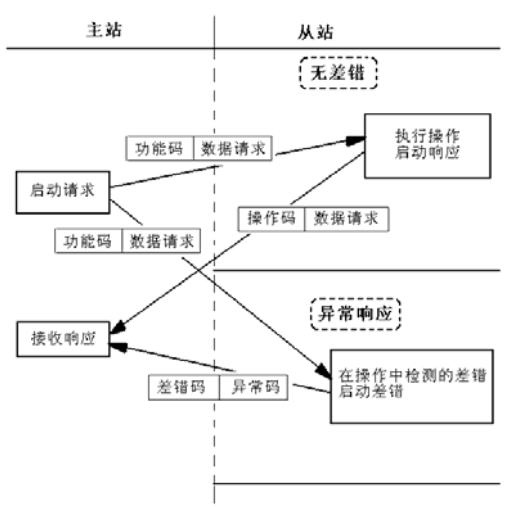 主站
从站
无差错
功能码 数据请求
执行操作
启动响应
启动请求
操作码 数据请求
功能码 数据请求
异常响应
接收响应
在操作中检测的差错
启动差错
差错码 异常码